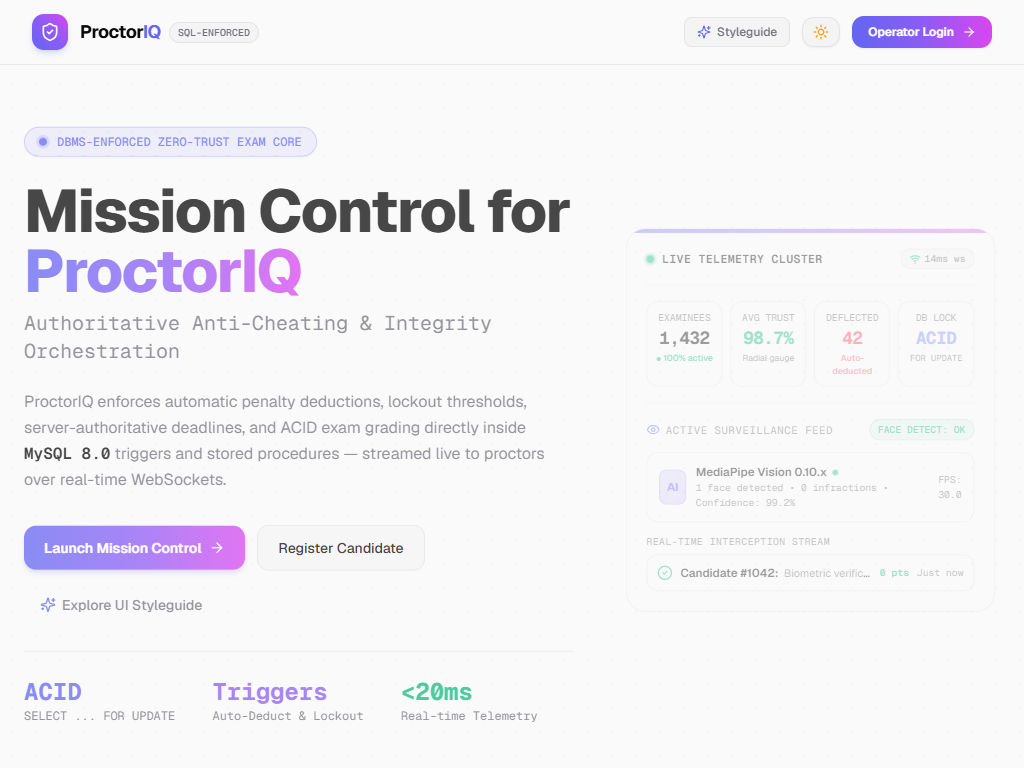 ProctorIQ SQL-ENFORCED
Styleguide
Operator Login →
DBMS-ENFORCED ZERO-TRUST EXAM CORE
Mission Control for
ProctorIQ
Authoritative Anti-Cheating & Integrity
Orchestration
ProctorIQ enforces automatic penalty deductions, lockout thresholds,
server-authoritative deadlines, and ACID exam grading directly inside
MySQL 8.0 triggers and stored procedures — streamed live to proctors
over real-time WebSockets.
Launch Mission Control →
Register Candidate
Explore UI Styleguide
ACID
SELECT ... FOR UPDATE
Triggers
Auto-Deduct & Lockout
<20ms
Real-time Telemetry
LIVE TELEMETRY CLUSTER
14ms ws
EXAMINEES
1,432
● 100% active
AVG TRUST
98.7%
Radial gauge
DEFLECTED
42
Auto-
deducted
DB LOCK
ACID
FOR UPDATE
ACTIVE SURVEILLANCE FEED
FACE DETECT: OK
AI
MediaPipe Vision 0.10.x
1 face detected • 0 infractions •
Confidence: 99.2%
FPS:
30.0
REAL-TIME INTERCEPTION STREAM
Candidate #1042: Biometric verific… 0 pts Just now